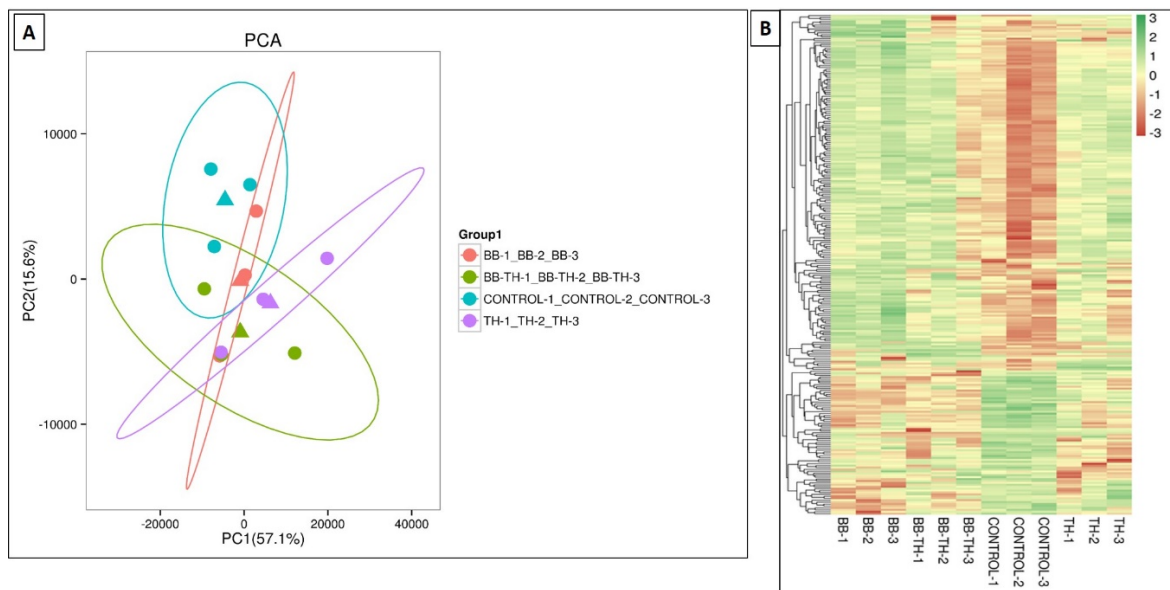 A
PCA
10000
0
-10000
PC2(15.6%)
-20000
0
20000
40000
PC1(57.1%)
Group1
BB-1_BB-2_BB-3
BB-TH-1_BB-TH-2_BB-TH-3
CONTROL-1_CONTROL-2_CONTROL-3
TH-1_TH-2_TH-3
B
3
2
1
0
-1
-2
-3
BB-1
BB-2
BB-3
BB-TH-1
BB-TH-2
BB-TH-3
CONTROL-1
CONTROL-2
CONTROL-3
TH-1
TH-2
TH-3